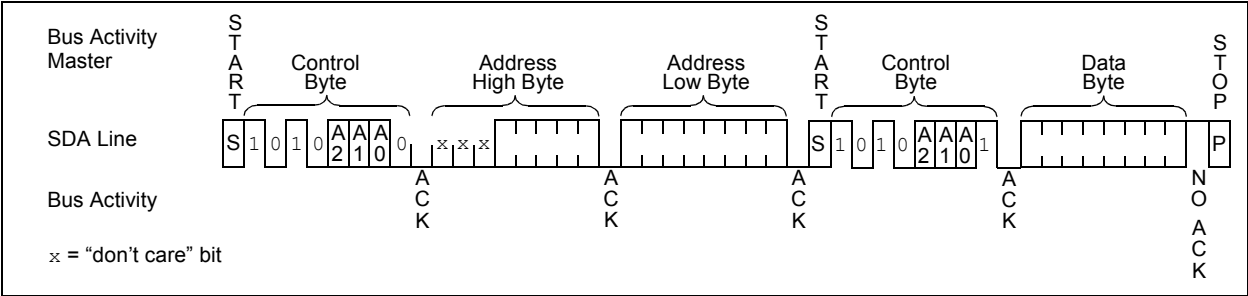 Bus Activity
Master
START
Control
Byte
Address
High Byte
Address
Low Byte
START
Control
Byte
Data
Byte
STOP
SDA Line
S 1 0 1 0 A2 A1 A0 0 x x x S 1 0 1 0 A2 A1 A0 1 P
Bus Activity
ACK
ACK
ACK
ACK
NO ACK
x = “don’t care” bit